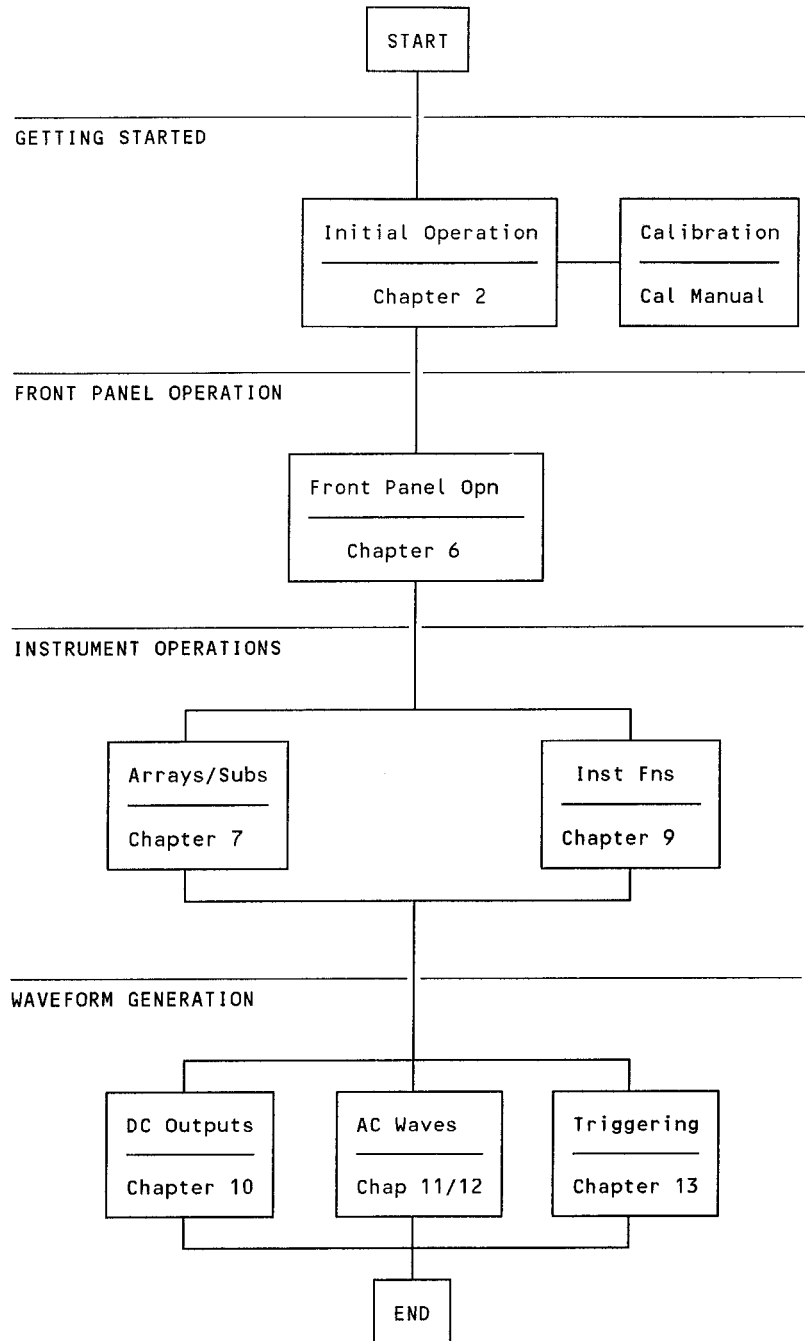 START
GETTING STARTED
Initial Operation
Chapter 2
Calibration
Cal Manual
FRONT PANEL OPERATION
Front Panel Opn
Chapter 6
INSTRUMENT OPERATIONS
Arrays/Subs
Chapter 7
Inst Fns
Chapter 9
WAVEFORM GENERATION
DC Outputs
Chapter 10
AC Waves
Chap 11/12
Triggering
Chapter 13
END